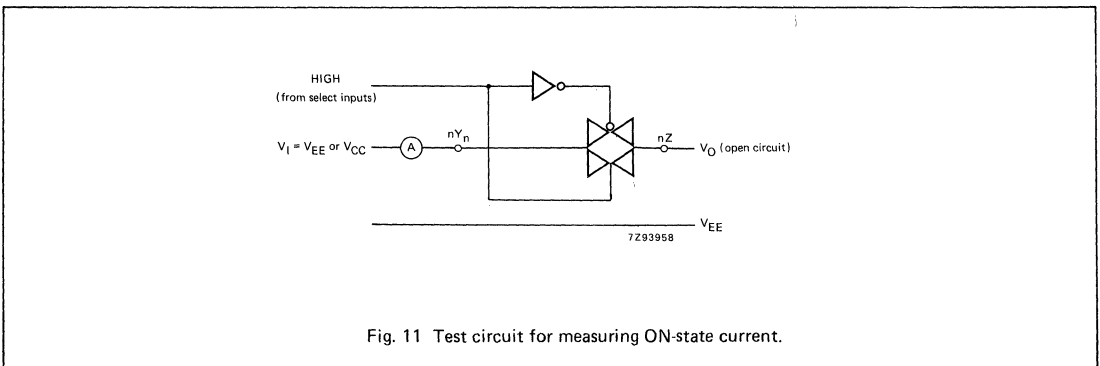 HIGH
(from select inputs)
V_I = V_EE or V_CC
A
nY_n
nZ
V_O (open circuit)
V_EE
7Z93958
Fig. 11 Test circuit for measuring ON-state current.